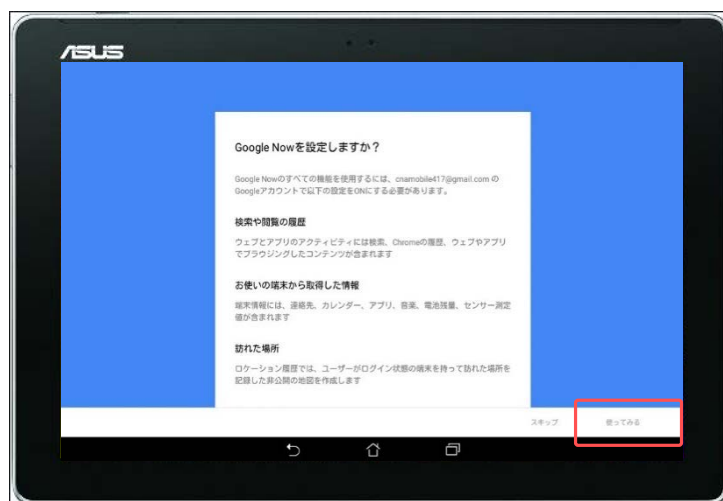 ASUS
Google Nowを設定しますか？
Google Nowのすべての機能を使用するには、cnamobile417@gmail.com の
Googleアカウントで以下の設定をONにする必要があります。
検索や閲覧の履歴
ウェブとアプリのアクティビティには検索、Chromeの履歴、ウェブやアプリ
でブラウジングしたコンテンツが含まれます
お使いの端末から取得した情報
端末情報には、連絡先、カレンダー、アプリ、音楽、電池残量、センサー測定
値が含まれます
訪れた場所
ロケーション履歴では、ユーザーがログイン状態の端末を持って訪れた場所を
記録した非公開の地図を作成します
スキップ
使ってみる